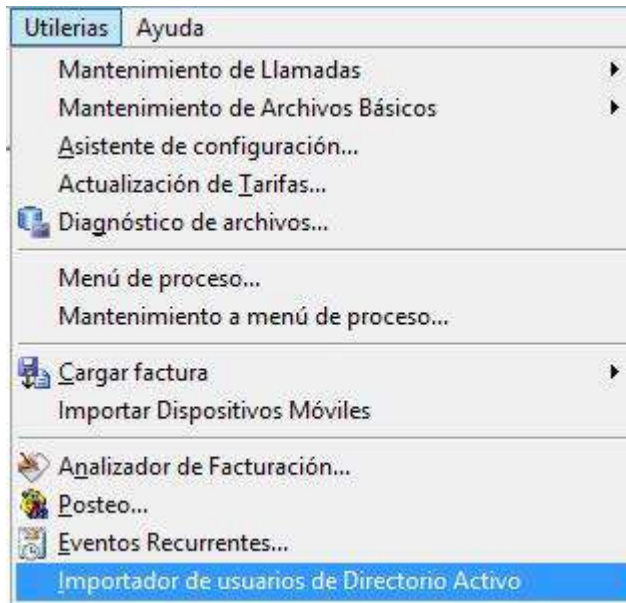 Utilerias Ayuda
Mantenimiento de Llamadas
Mantenimiento de Archivos Básicos
Asistente de configuración...
Actualización de Tarifas...
Diagnóstico de archivos...
Menú de proceso...
Mantenimiento a menú de proceso...
Cargar factura
Importar Dispositivos Móviles
Analizador de Facturación...
Posteo...
Eventos Recurrentes...
Importador de usuarios de Directorio Activo